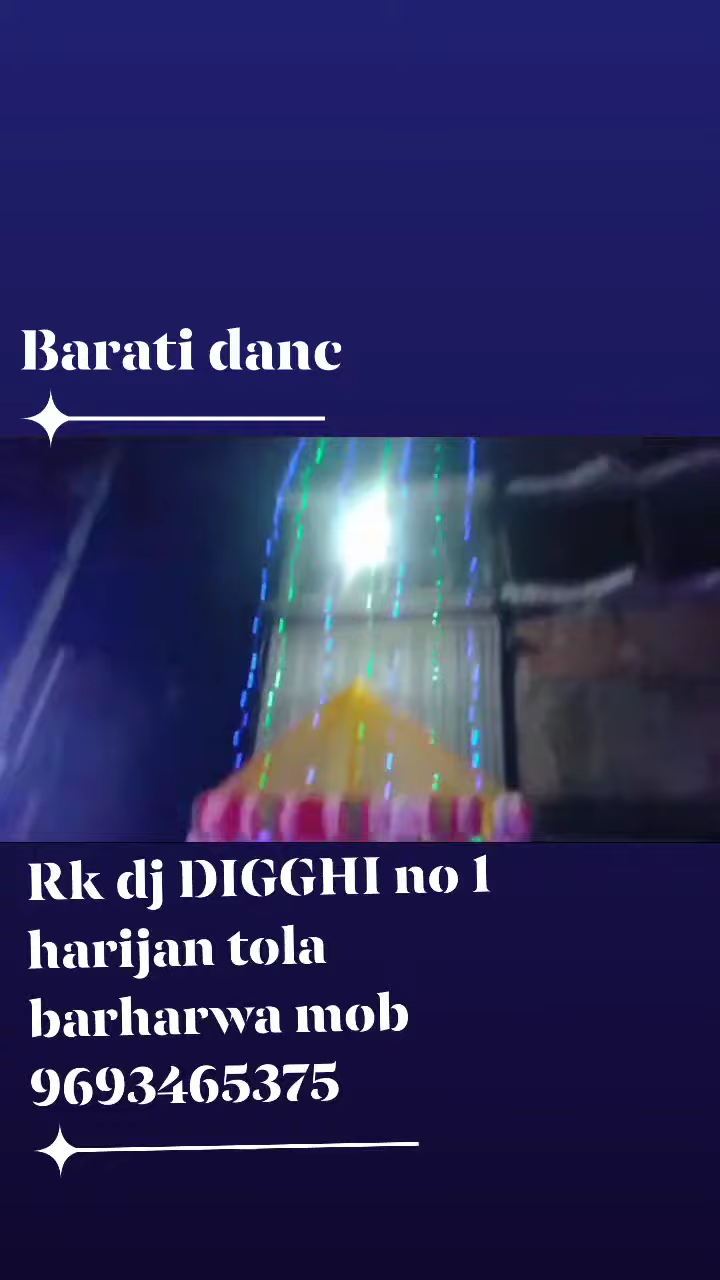 Barati danc
Rk dj DIGGHI no 1
harijan tola
barharwa mob
9693465375